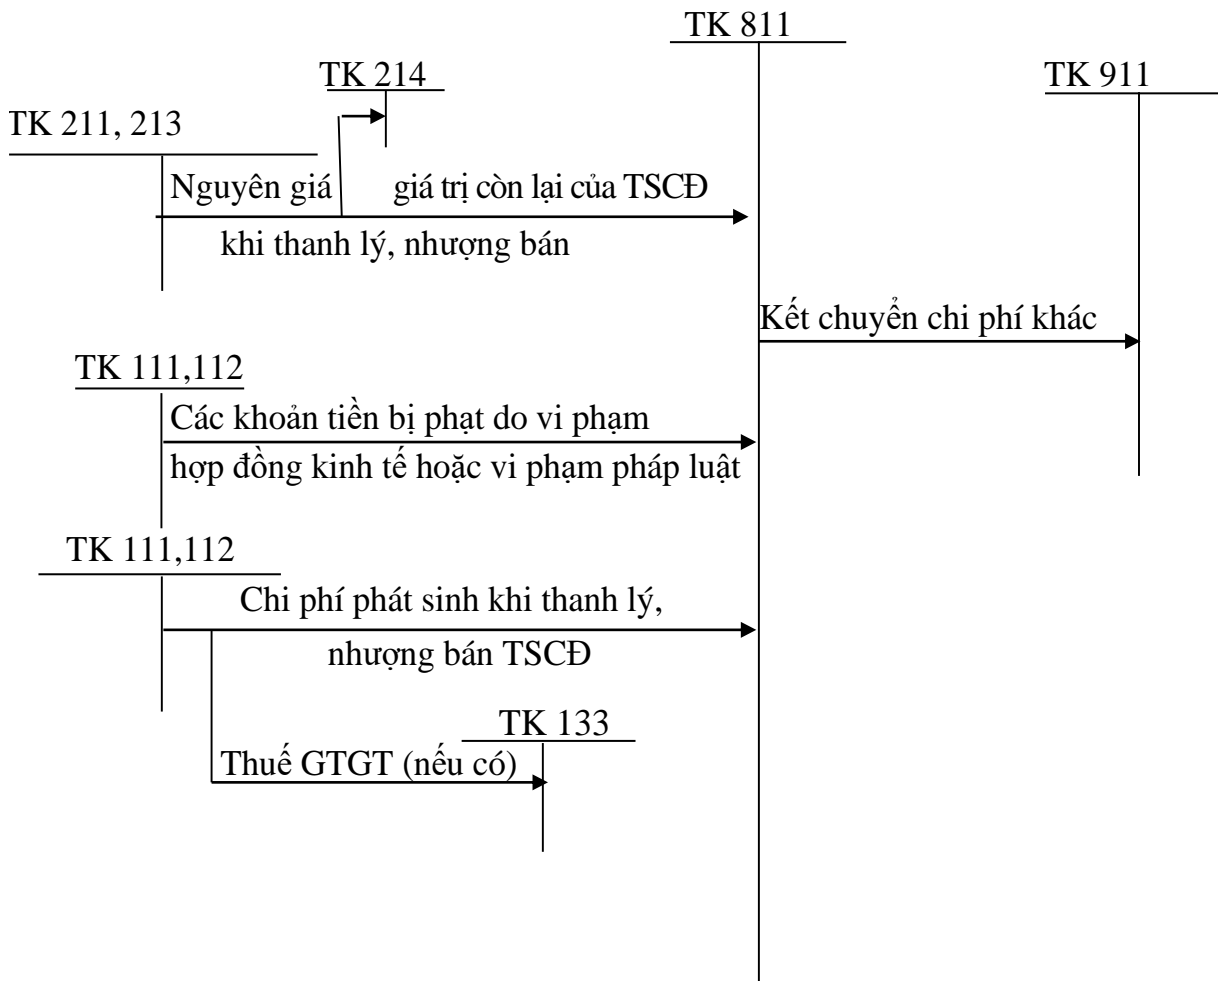 TK 811
TK 214
TK 911
TK 211, 213
Nguyên giá giá trị còn lại của TSCĐ
khi thanh lý, nhượng bán
Kết chuyển chi phí khác
TK 111,112
Các khoản tiền bị phạt do vi phạm
hợp đồng kinh tế hoặc vi phạm pháp luật
TK 111,112
Chi phí phát sinh khi thanh lý,
nhượng bán TSCĐ
TK 133
Thuế GTGT (nếu có)